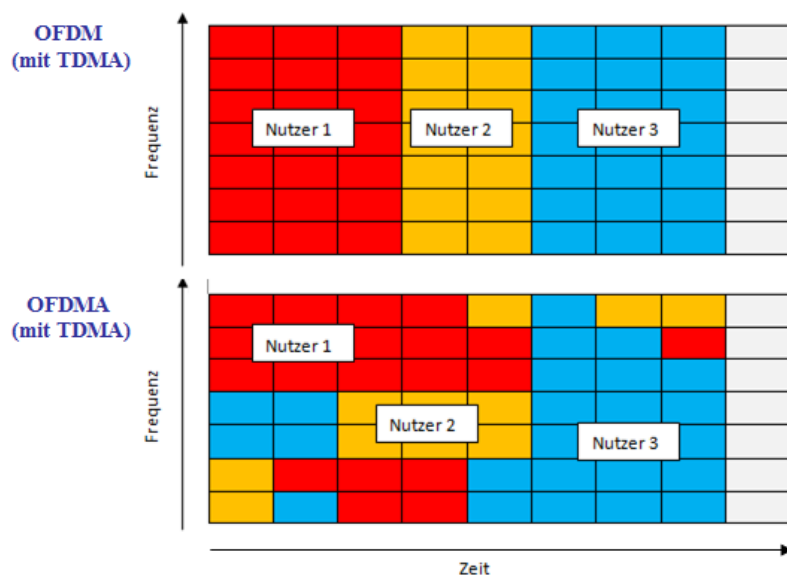 OFDM
(mit TDMA)
Frequenz
Nutzer 1
Nutzer 2
Nutzer 3
OFDMA
(mit TDMA)
Frequenz
Nutzer 1
Nutzer 2
Nutzer 3
Zeit